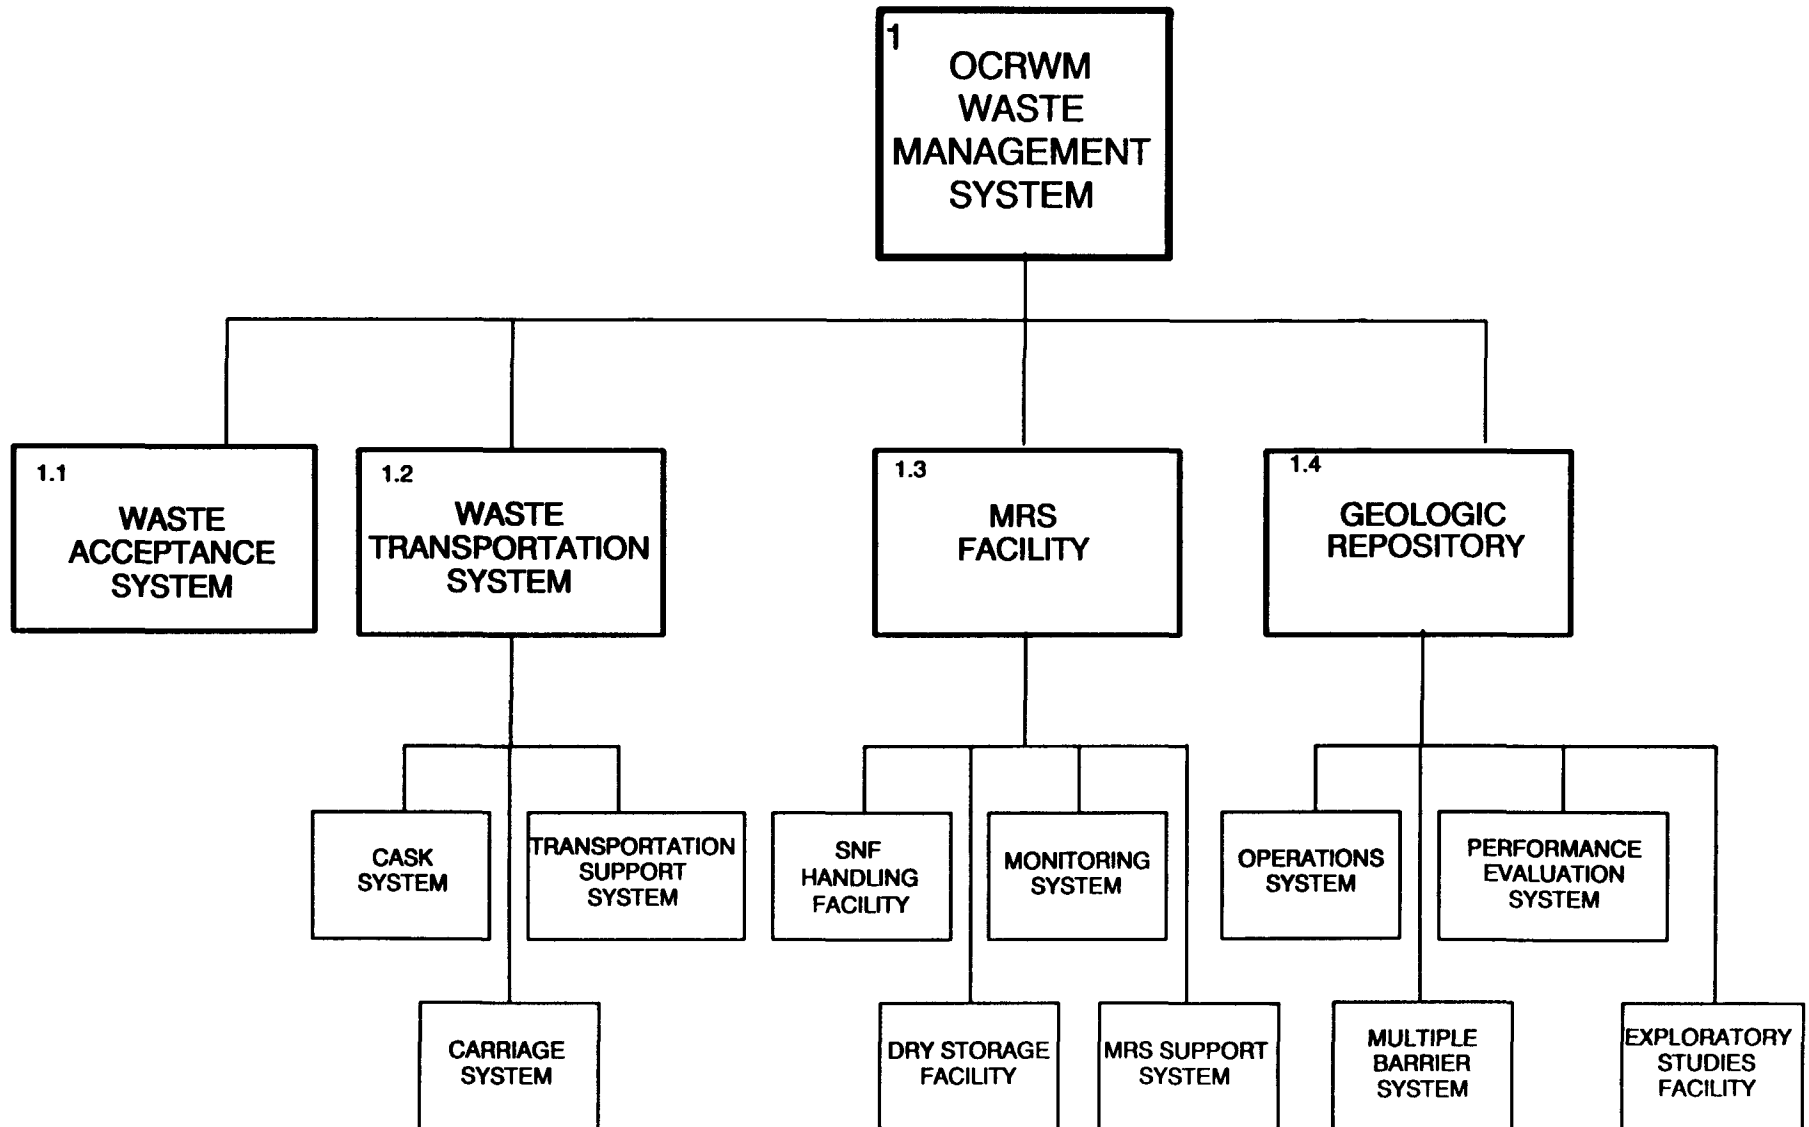 1
OCRWM
WASTE
MANAGEMENT
SYSTEM
1.1
WASTE
ACCEPTANCE
SYSTEM
1.2
WASTE
TRANSPORTATION
SYSTEM
1.3
MRS
FACILITY
1.4
GEOLOGIC
REPOSITORY
CASK
SYSTEM
TRANSPORTATION
SUPPORT
SYSTEM
SNF
HANDLING
FACILITY
MONITORING
SYSTEM
OPERATIONS
SYSTEM
PERFORMANCE
EVALUATION
SYSTEM
CARRIAGE
SYSTEM
DRY STORAGE
FACILITY
MRS SUPPORT
SYSTEM
MULTIPLE
BARRIER
SYSTEM
EXPLORATORY
STUDIES
FACILITY